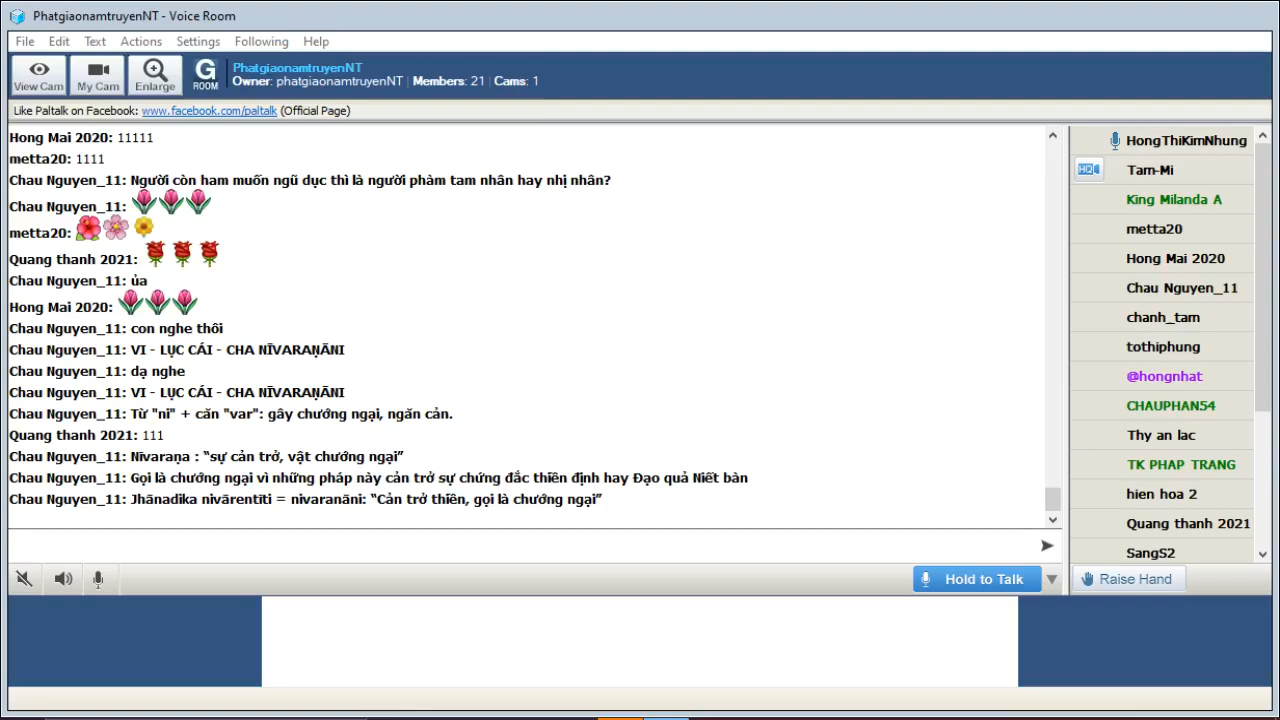 PhatgiaonamtruyenNT - Voice Room
File Edit Text Actions Settings Following Help
View Cam My Cam Enlarge G ROOM
PhatgiaonamtruyenNT
Owner: phatgiaonamtruyenNT Members: 21 Cams: 1
Like Paltalk on Facebook: www.facebook.com/paltalk (Official Page)
Hong Mai 2020: 11111
metta20: 1111
Chau Nguyen_11: Người còn ham muốn ngũ dục thì là người phàm tam nhân hay nhị nhân?
Chau Nguyen_11:
metta20:
Quang thanh 2021:
Chau Nguyen_11: ủa
Hong Mai 2020:
Chau Nguyen_11: con nghe thôi
Chau Nguyen_11: VI - LỤC CÁI - CHA NĪVARAṆĀNI
Chau Nguyen_11: dạ nghe
Chau Nguyen_11: VI - LỤC CÁI - CHA NĪVARAṆĀNI
Chau Nguyen_11: Từ "ni" + căn "var": gây chướng ngại, ngăn cản.
Quang thanh 2021: 111
Chau Nguyen_11: Nīvaraṇa : “sự cản trở, vật chướng ngại”
Chau Nguyen_11: Gọi là chướng ngại vì những pháp này cản trở sự chứng đắc thiền định hay Đạo quả Niết bàn
Chau Nguyen_11: Jhānadika nivārentīti = nivaranāni: “Cản trở thiền, gọi là chướng ngại”
HongThiKimNhung
HQ Tam-Mi
King Milanda A
metta20
Hong Mai 2020
Chau Nguyen_11
chanh_tam
tothiphung
@hongnhat
CHAUPHAN54
Thy an lac
TK PHAP TRANG
hien hoa 2
Quang thanh 2021
SangS2
Hold to Talk
Raise Hand